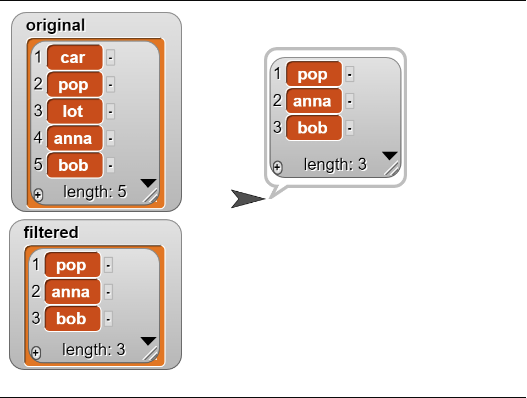 original
1 car -
2 pop -
3 lot -
4 anna -
5 bob -
+ length: 5
filtered
1 pop -
2 anna -
3 bob -
+ length: 3
1 pop -
2 anna -
3 bob -
+ length: 3